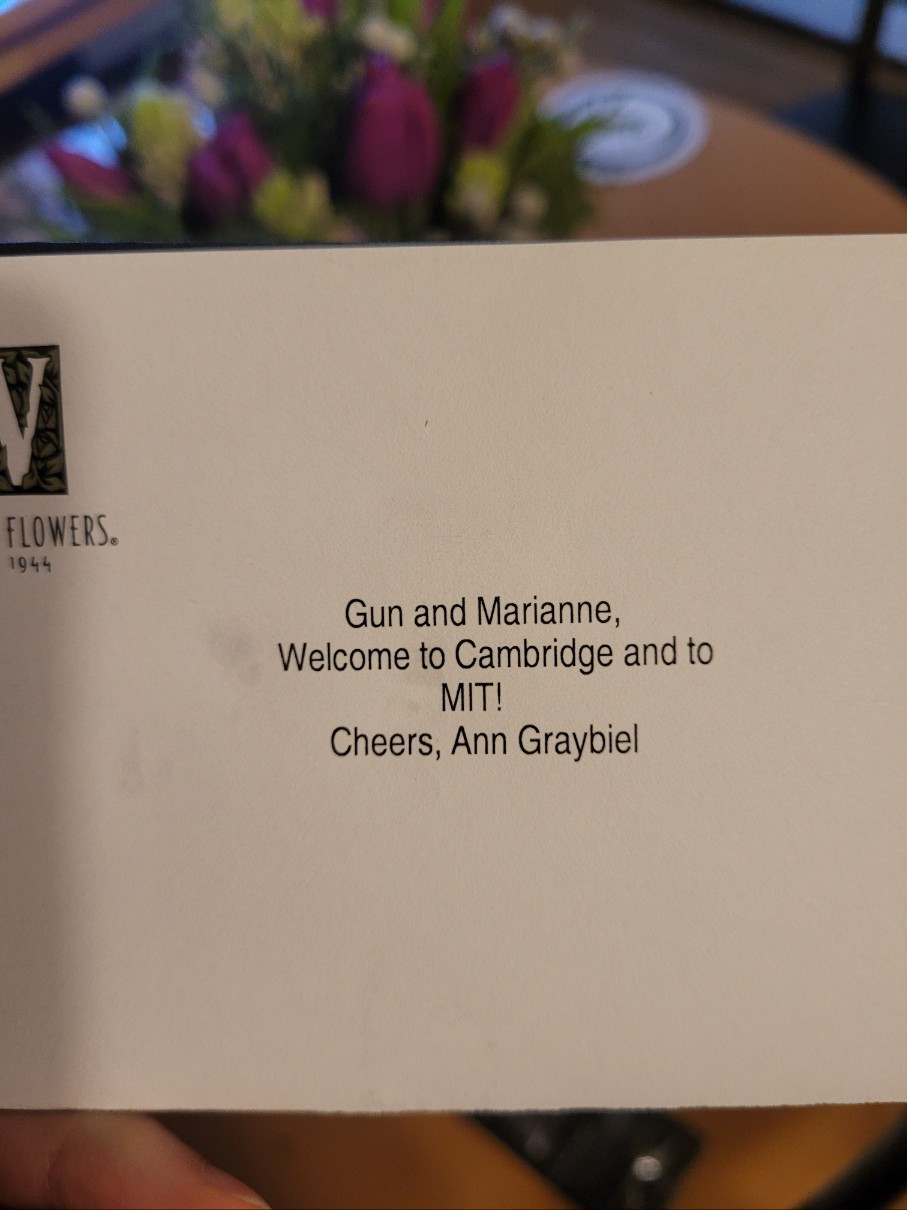 V
FLOWERS®
1944
Gun and Marianne,
Welcome to Cambridge and to
MIT!
Cheers, Ann Graybiel